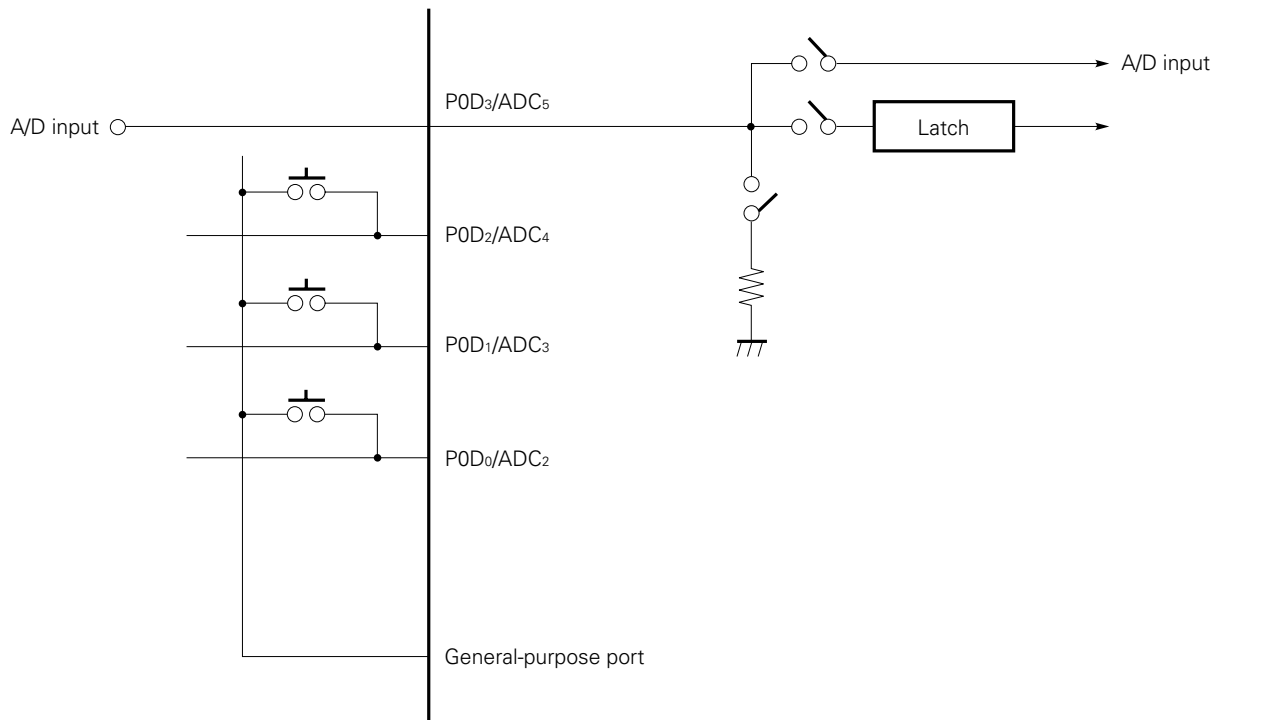 A/D input
P0D₃/ADC₅
A/D input
Latch
P0D₂/ADC₄
P0D₁/ADC₃
P0D₀/ADC₂
General-purpose port